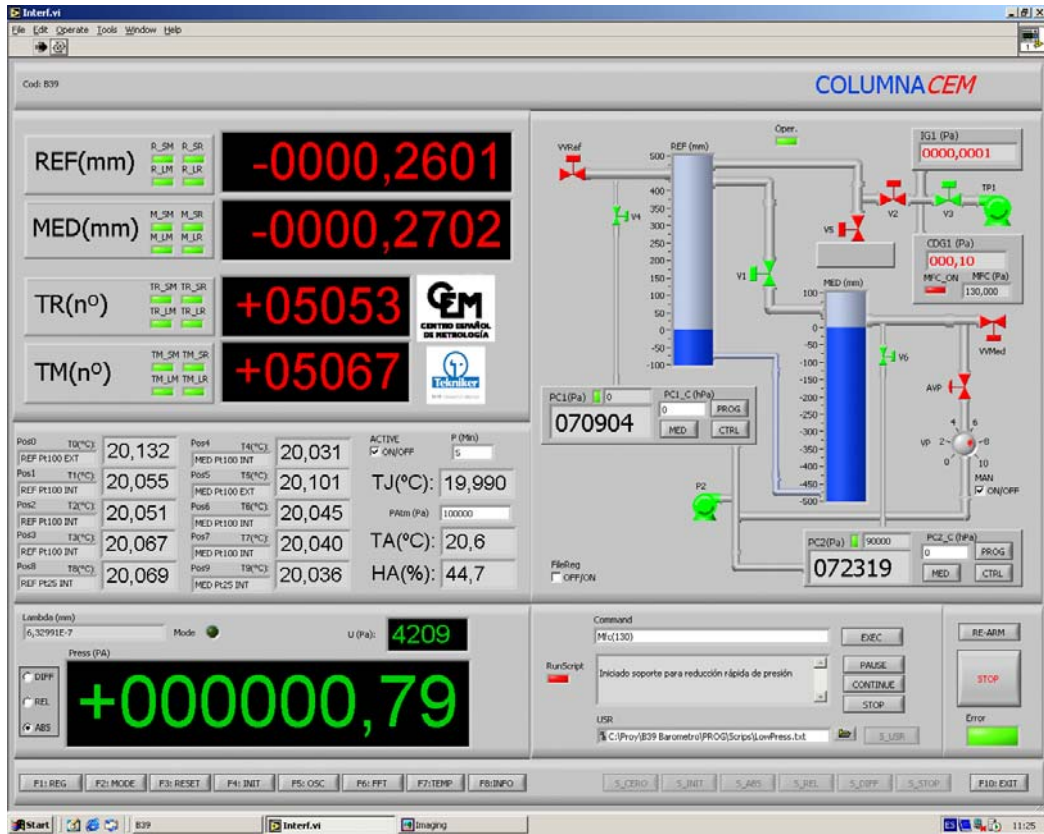 Interf.vi
File Edit Operate Tools Window Help
Cod: B39
COLUMNACEM
REF(mm) R_SM R_SR R_LM R_LR -0000,2601
MED(mm) M_SM M_SR M_LM M_LR -0000,2702
TR(nº) TR_SM TR_SR TR_LM TR_LR +05053
TM(nº) TM_SM TM_SR TM_LM TM_LR +05067
CEM
CENTRO ESPAÑOL
DE METROLOGÍA
Tekniker
Oper.
IG1 (Pa)
0000,0001
VVRef
REF (mm)
500
400
350
300
250
200
150
100
50
0
-50
-100
V4
V1
V5
V2
V3
TP1
CDG1 (Pa)
000,10
MFC_ON MFC (Pa)
130,000
MED (mm)
100
0
-50
-100
-150
-200
-250
-300
-350
-400
-450
-500
V6
VVMed
AVP
VP
0 2 4 6 8 10
MAN
ON/OFF
PC1(Pa) 0 PC1_C (hPa)
070904 0 PROG
MED CTRL
P2
PC2(Pa) 90000 PC2_C (hPa)
072319 0 PROG
MED CTRL
FileReg
OFF/ON
Pos0 T0(ºC): REF Pt100 EXT 20,132
Pos1 T1(ºC): REF Pt100 INT 20,055
Pos2 T2(ºC): REF Pt100 INT 20,051
Pos3 T3(ºC): REF Pt100 INT 20,067
Pos8 T8(ºC): REF Pt25 INT 20,069
Pos4 T4(ºC): MED Pt100 INT 20,031
Pos5 T5(ºC): MED Pt100 EXT 20,101
Pos6 T6(ºC): MED Pt100 INT 20,045
Pos7 T7(ºC): MED Pt100 INT 20,040
Pos9 T9(ºC): MED Pt25 INT 20,036
ACTIVE P (Min)
ON/OFF 5
TJ(ºC): 19,990
PAtm (Pa) 100000
TA(ºC): 20,6
HA(%): 44,7
Lambda (mm)
6,32991E-7
Mode
U (Pa): 4209
Press (PA)
DIFF
REL
ABS
+000000,79
Command
Mfc(130) EXEC
RunScript
Iniciado soporte para reducción rápida de presión
PAUSE
CONTINUE
STOP
USR
C:\Proy\B39 Barometro\PROG\Scrips\LowPress.txt S_USR
RE-ARM
STOP
Error
F1: REG F2: MODE F3: RESET F4: INIT F5: OSC F6: FFT F7:TEMP F8:INFO
S_CERO S_INIT S_ABS S_REL S_DIFF S_STOP F10: EXIT
Start B39 Interf.vi Imaging ES 11:25